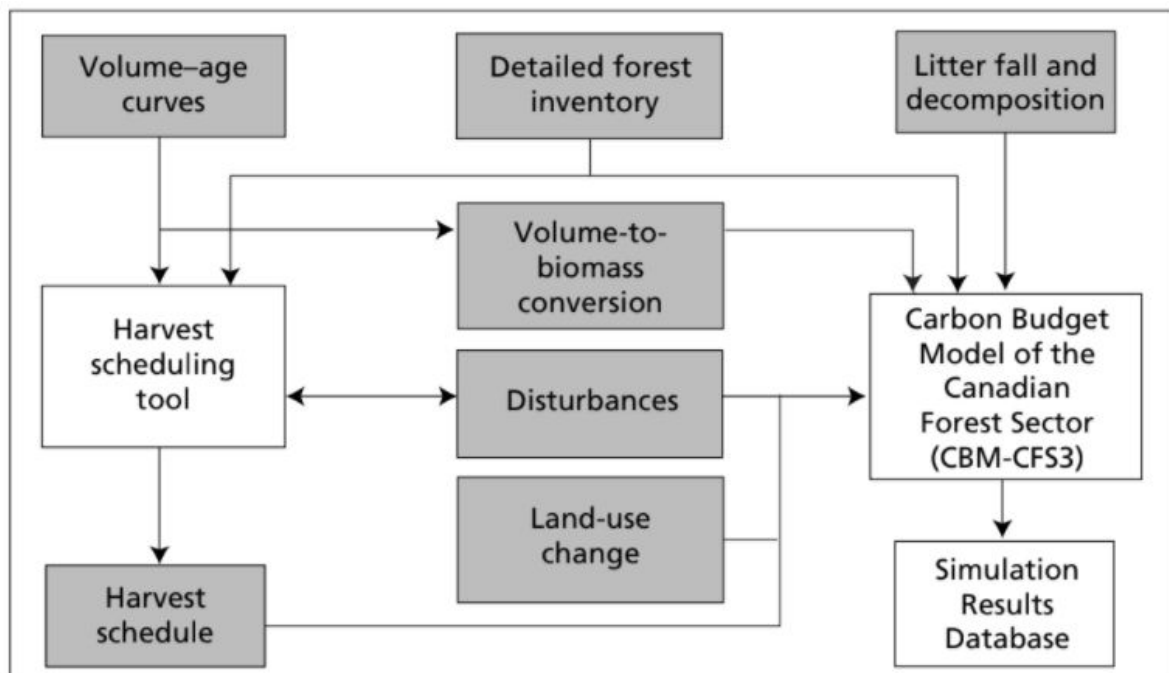 Volume–age
curves
Detailed forest
inventory
Litter fall and
decomposition
Volume-to-
biomass
conversion
Harvest
scheduling
tool
Disturbances
Carbon Budget
Model of the
Canadian
Forest Sector
(CBM-CFS3)
Land-use
change
Harvest
schedule
Simulation
Results
Database